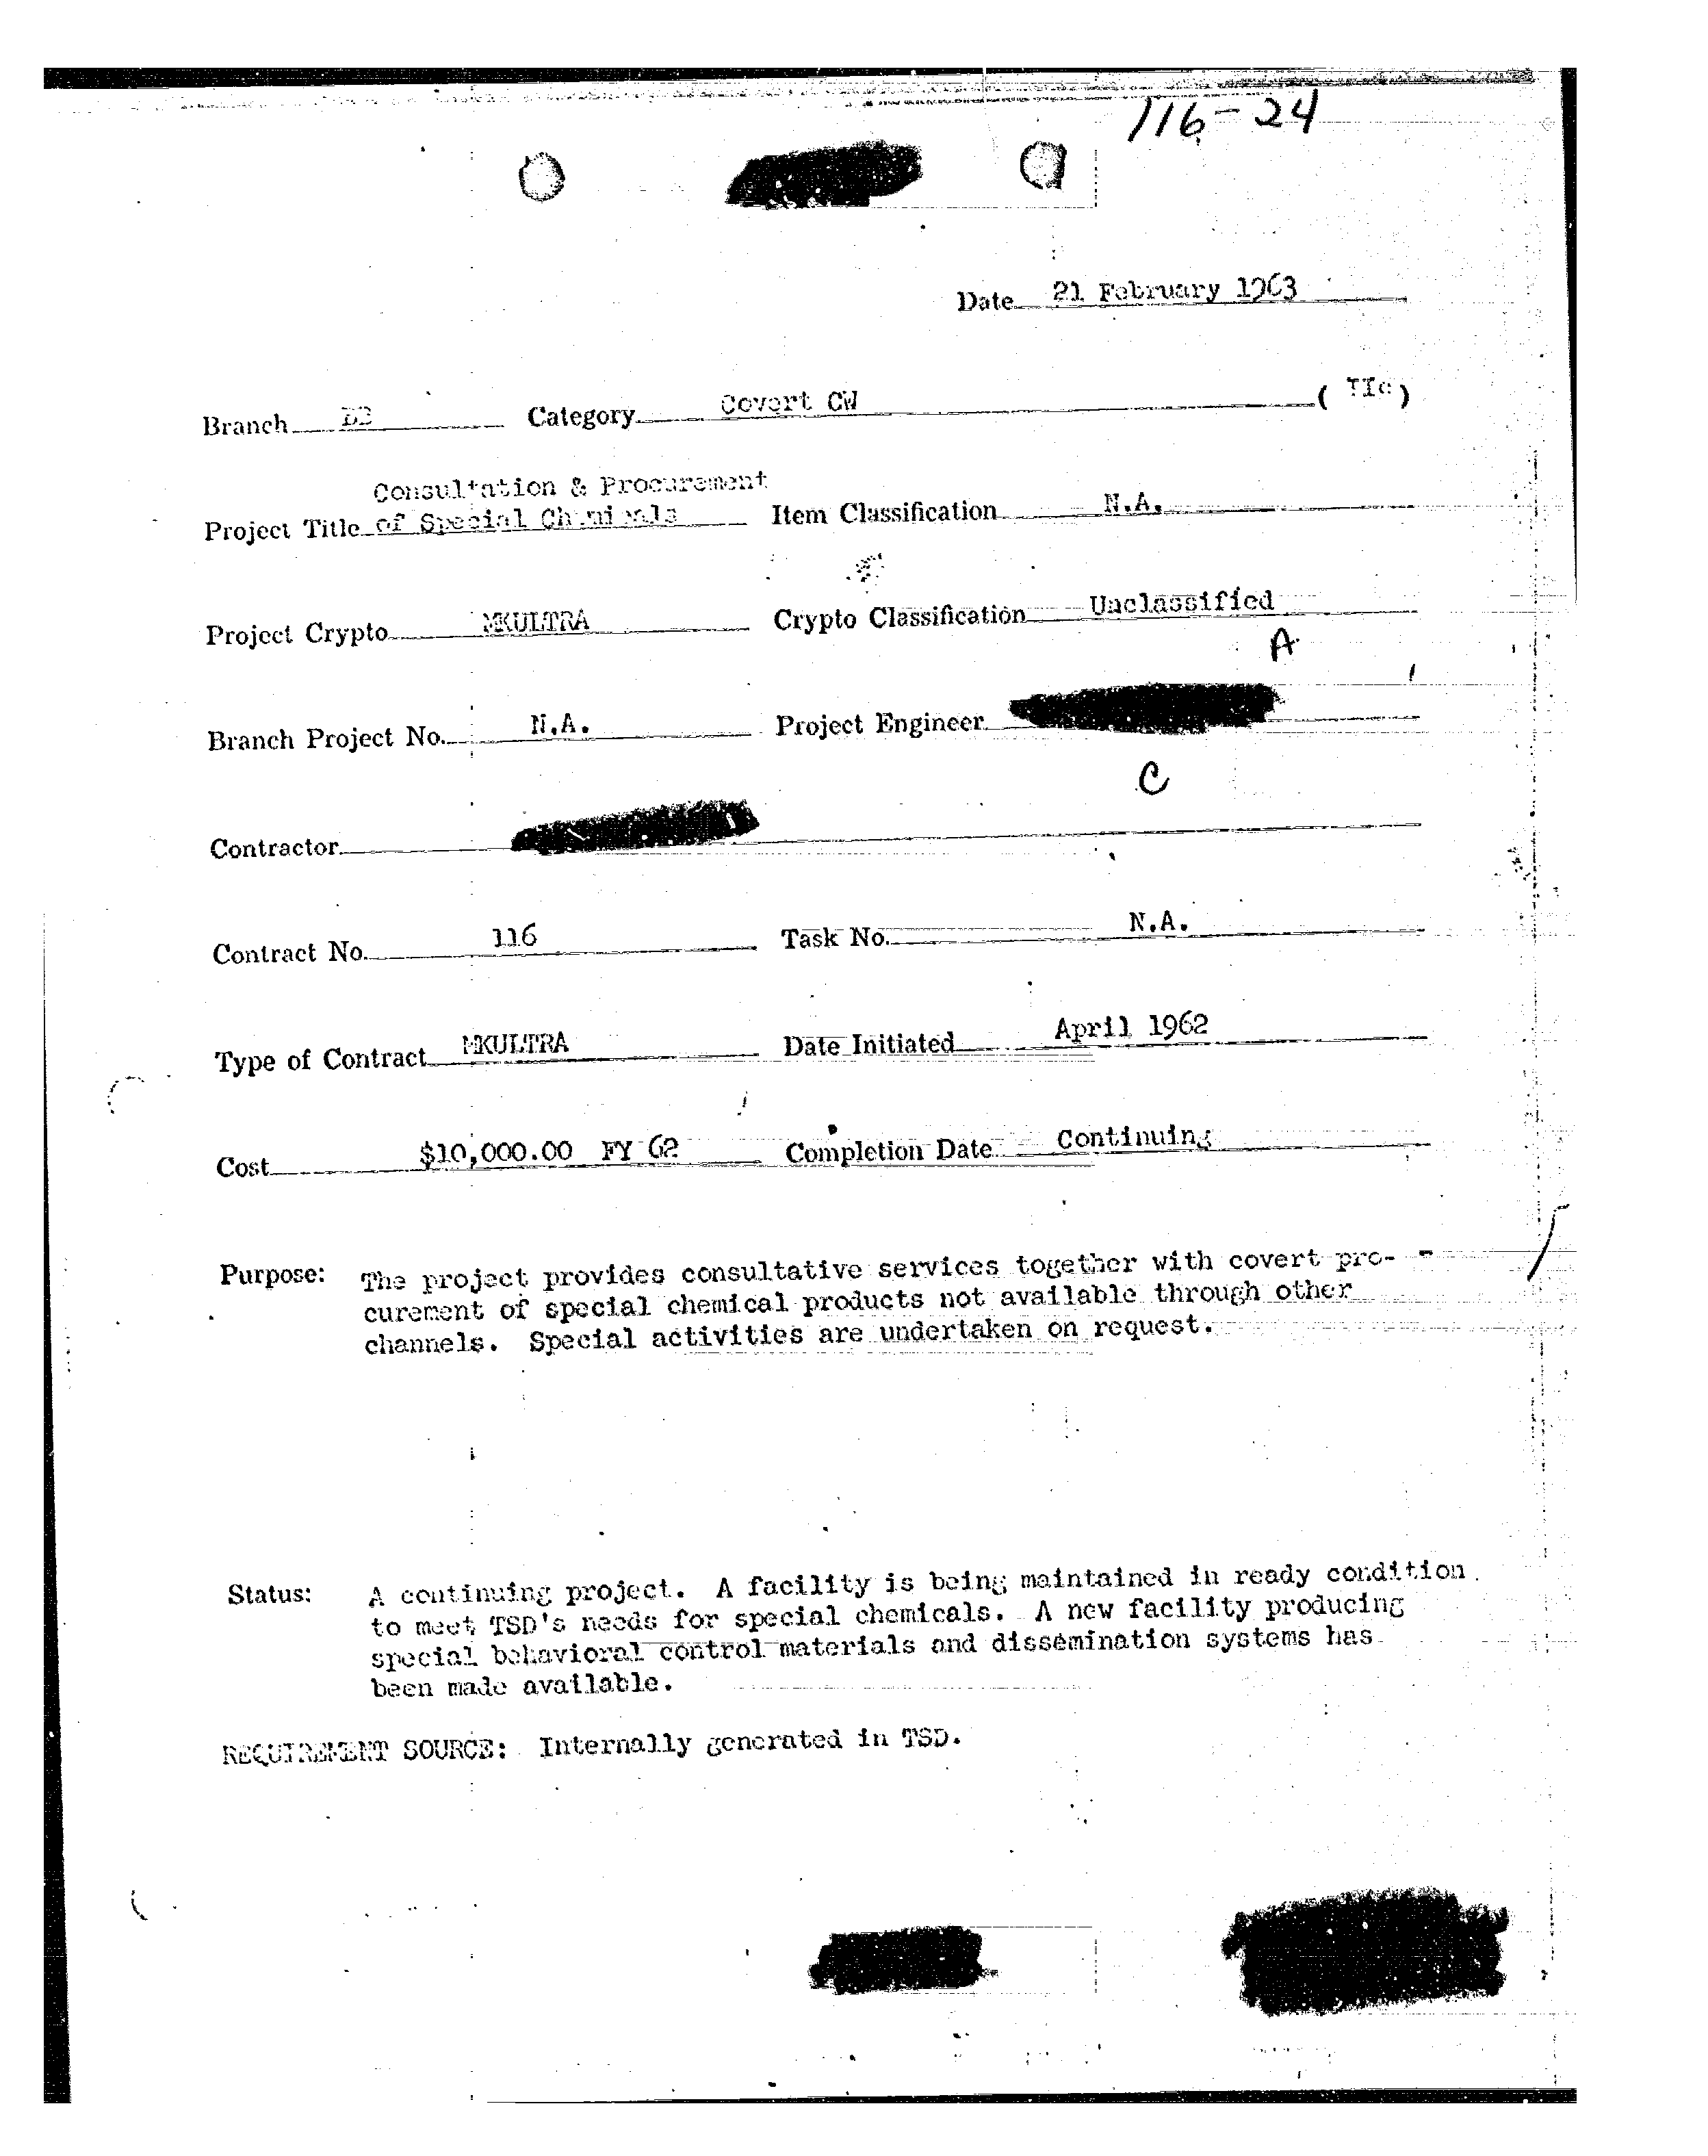 116-24
Date 21 February 1963
Branch Category Covert CW (IIc)
Consultation & Procurement
Project Title of Special Chemicals Item Classification N.A.
Project Crypto MKULTRA Crypto Classification Unclassified
A
Branch Project No. N.A. Project Engineer
C
Contractor
Contract No. 116 Task No. N.A.
Type of Contract MKULTRA Date Initiated April 1962
Cost $10,000.00 FY 62 Completion Date Continuing
Purpose: The project provides consultative services together with covert pro-
curement of special chemical products not available through other
channels. Special activities are undertaken on request.
Status: A continuing project. A facility is being maintained in ready condition
to meet TSD's needs for special chemicals. A new facility producing
special behavioral control materials and dissemination systems has
been made available.
REQUIREMENT SOURCE: Internally generated in TSD.